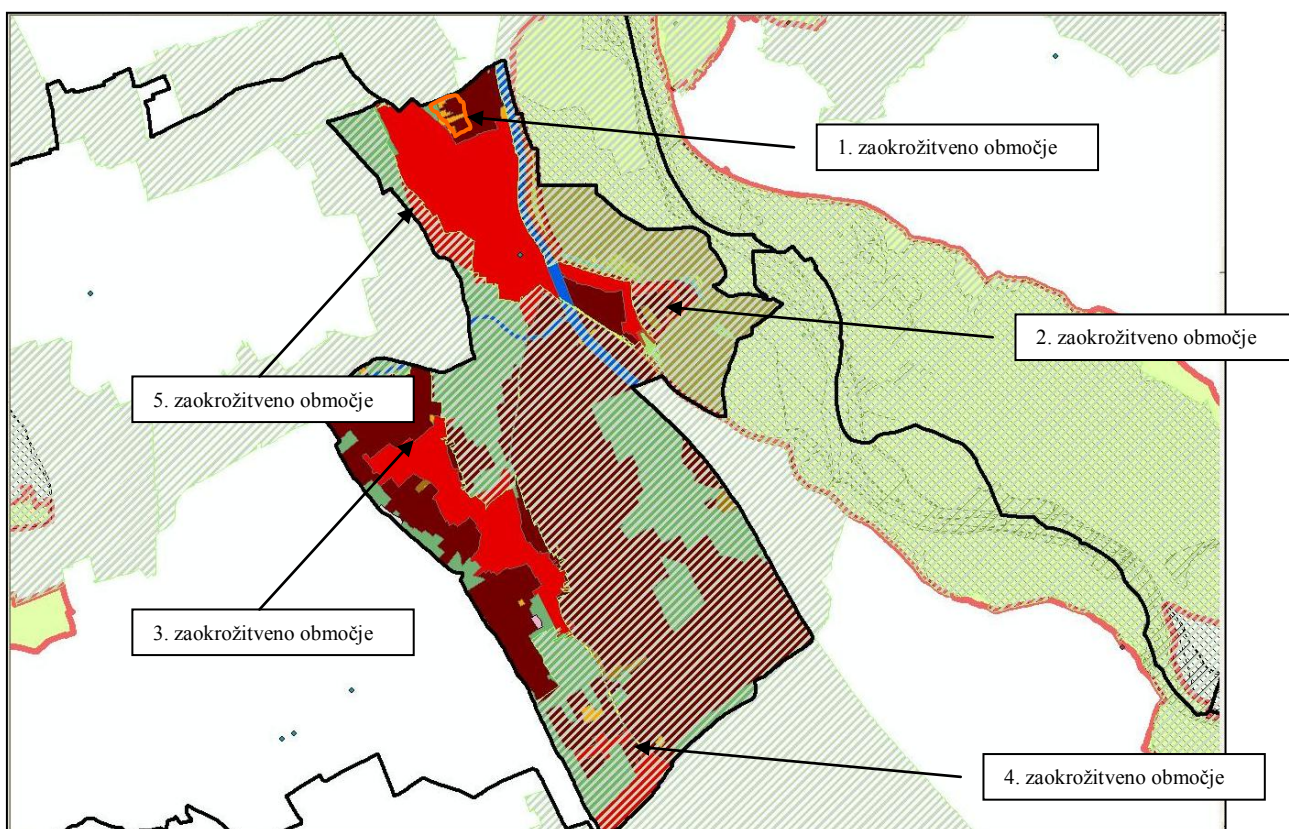 1. zaokrožitveno območje
2. zaokrožitveno območje
5. zaokrožitveno območje
3. zaokrožitveno območje
4. zaokrožitveno območje